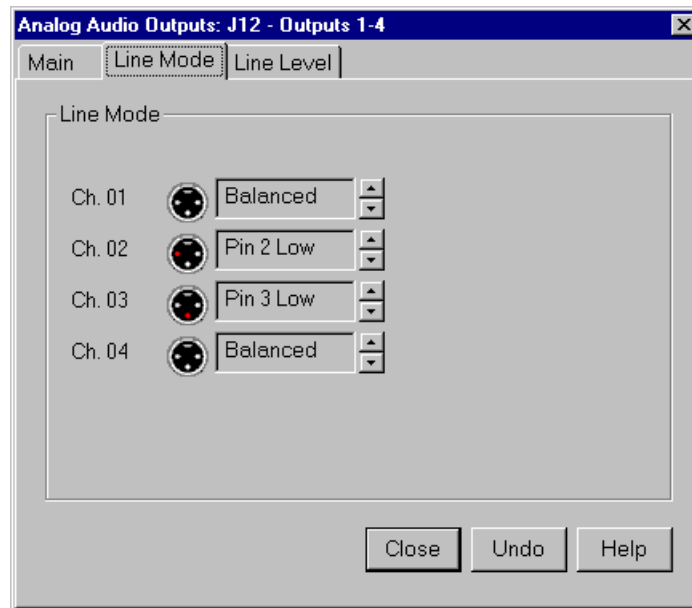 Analog Audio Outputs: J12 - Outputs 1-4
Main Line Mode Line Level
Line Mode
Ch. 01 Balanced
Ch. 02 Pin 2 Low
Ch. 03 Pin 3 Low
Ch. 04 Balanced
Close Undo Help